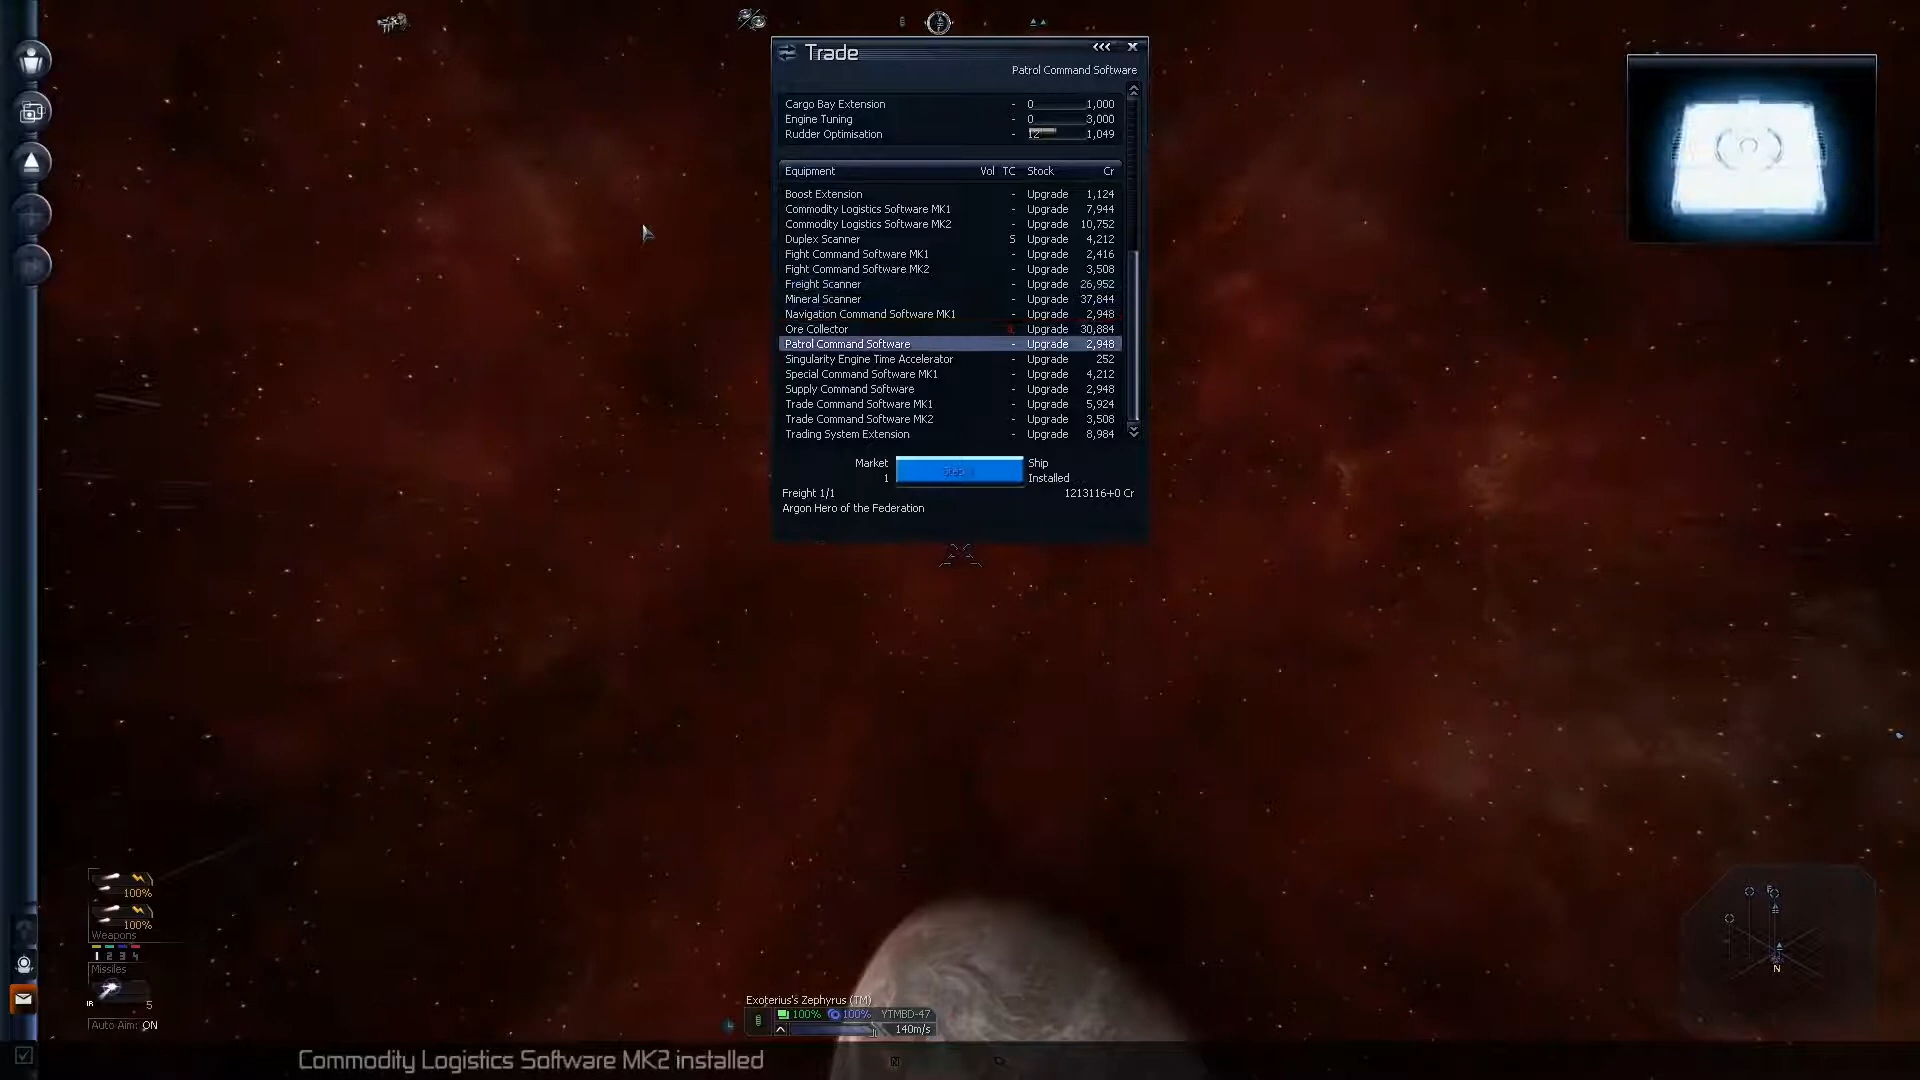 Trade
Patrol Command Software
Cargo Bay Extension - 0 1,000
Engine Tuning - 0 3,000
Rudder Optimisation - 12 1,049
Equipment Vol TC Stock Cr
Boost Extension - Upgrade 1,124
Commodity Logistics Software MK1 - Upgrade 7,944
Commodity Logistics Software MK2 - Upgrade 10,752
Duplex Scanner S Upgrade 4,212
Fight Command Software MK1 - Upgrade 2,416
Fight Command Software MK2 - Upgrade 3,508
Freight Scanner - Upgrade 26,952
Mineral Scanner - Upgrade 37,844
Navigation Command Software MK1 - Upgrade 2,948
Ore Collector Upgrade 30,884
Patrol Command Software - Upgrade 2,948
Singularity Engine Time Accelerator - Upgrade 252
Special Command Software MK1 - Upgrade 4,212
Supply Command Software - Upgrade 2,948
Trade Command Software MK1 - Upgrade 5,924
Trade Command Software MK2 - Upgrade 3,508
Trading System Extension - Upgrade 8,984
Market Ship
1 Installed
Freight 1/1 1213116+0 Cr
Argon Hero of the Federation
100%
100%
Weapons
1 2 3 4
Missiles
IR 5
Auto Aim: ON
Exoterius's Zephyrus (TM)
100% 100% YTMBD-47
140m/s
N
Commodity Logistics Software MK2 installed